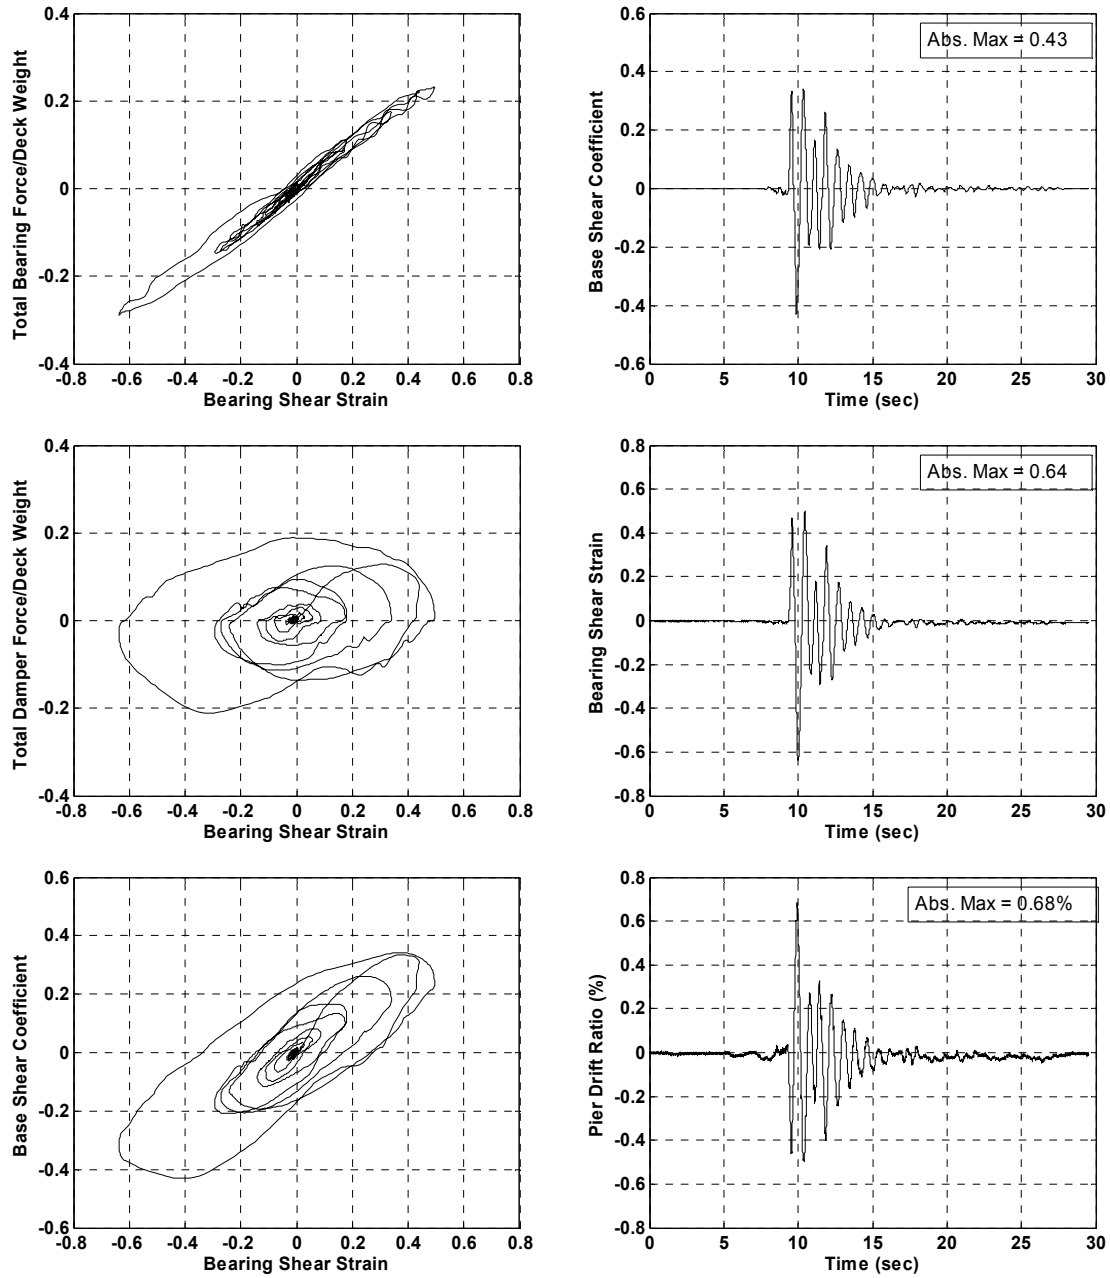 0.4
0.2
0
-0.2
-0.4
-0.8 -0.6 -0.4 -0.2 0 0.2 0.4 0.6 0.8
Bearing Shear Strain
Total Bearing Force/Deck Weight
0.6
0.4
0.2
0
-0.2
-0.4
-0.6
0 5 10 15 20 25 30
Time (sec)
Base Shear Coefficient
Abs. Max = 0.43
0.4
0.2
0
-0.2
-0.4
-0.8 -0.6 -0.4 -0.2 0 0.2 0.4 0.6 0.8
Bearing Shear Strain
Total Damper Force/Deck Weight
0.8
0.6
0.4
0.2
0
-0.2
-0.4
-0.6
-0.8
0 5 10 15 20 25 30
Time (sec)
Bearing Shear Strain
Abs. Max = 0.64
0.6
0.4
0.2
0
-0.2
-0.4
-0.6
-0.8 -0.6 -0.4 -0.2 0 0.2 0.4 0.6 0.8
Bearing Shear Strain
Base Shear Coefficient
0.8
0.6
0.4
0.2
0
-0.2
-0.4
-0.6
-0.8
0 5 10 15 20 25 30
Time (sec)
Pier Drift Ratio (%)
Abs. Max = 0.68%